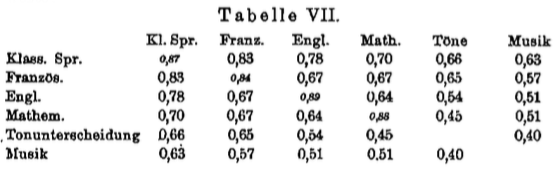 Tabelle VII.
Kl. Spr. Franz. Engl. Math. Töne Musik
Klass. Spr. 0,87 0,83 0,78 0,70 0,66 0,63
Französ. 0,83 0,84 0,67 0,67 0,65 0,57
Engl. 0,78 0,67 0,89 0,64 0,54 0,51
Mathem. 0,70 0,67 0,64 0,88 0,45 0,51
Tonunterscheidung 0,66 0,65 0,54 0,45 0,40
Musik 0,63 0,57 0,51 0.51 0,40